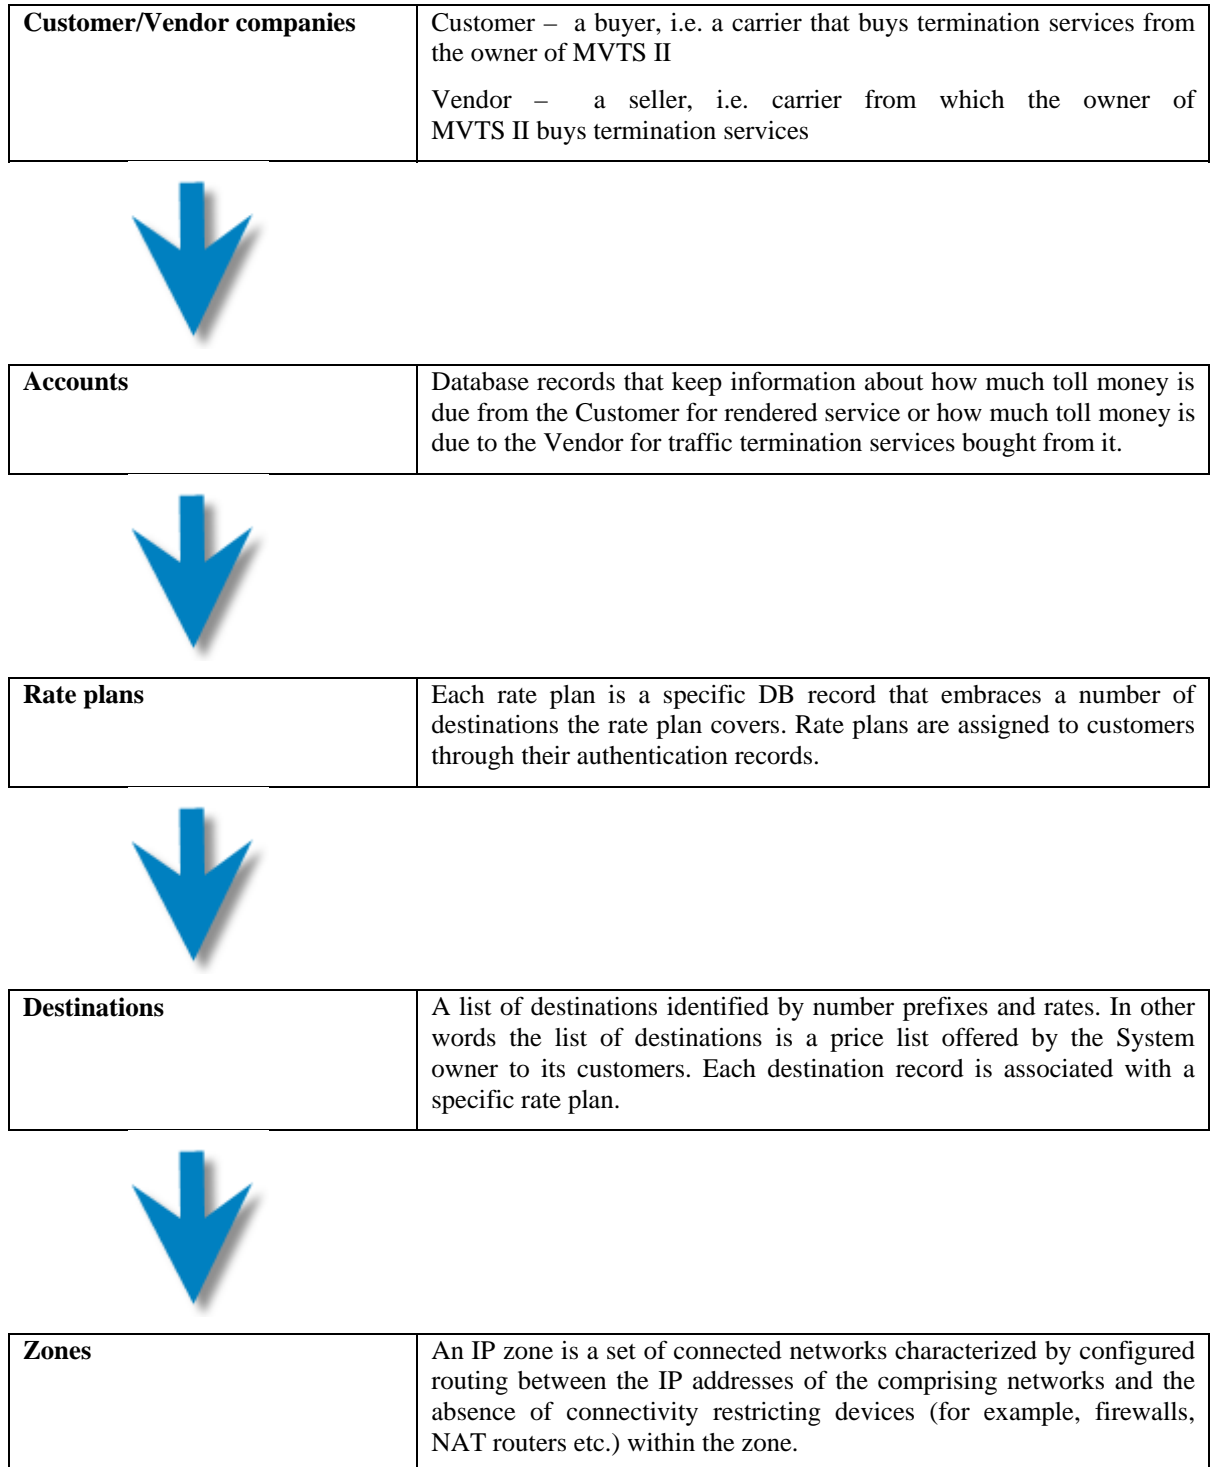 Customer/Vendor companies
Customer – a buyer, i.e. a carrier that buys termination services from
the owner of MVTS II
Vendor – a seller, i.e. carrier from which the owner of
MVTS II buys termination services
Accounts
Database records that keep information about how much toll money is
due from the Customer for rendered service or how much toll money is
due to the Vendor for traffic termination services bought from it.
Rate plans
Each rate plan is a specific DB record that embraces a number of
destinations the rate plan covers. Rate plans are assigned to customers
through their authentication records.
Destinations
A list of destinations identified by number prefixes and rates. In other
words the list of destinations is a price list offered by the System
owner to its customers. Each destination record is associated with a
specific rate plan.
Zones
An IP zone is a set of connected networks characterized by configured
routing between the IP addresses of the comprising networks and the
absence of connectivity restricting devices (for example, firewalls,
NAT routers etc.) within the zone.